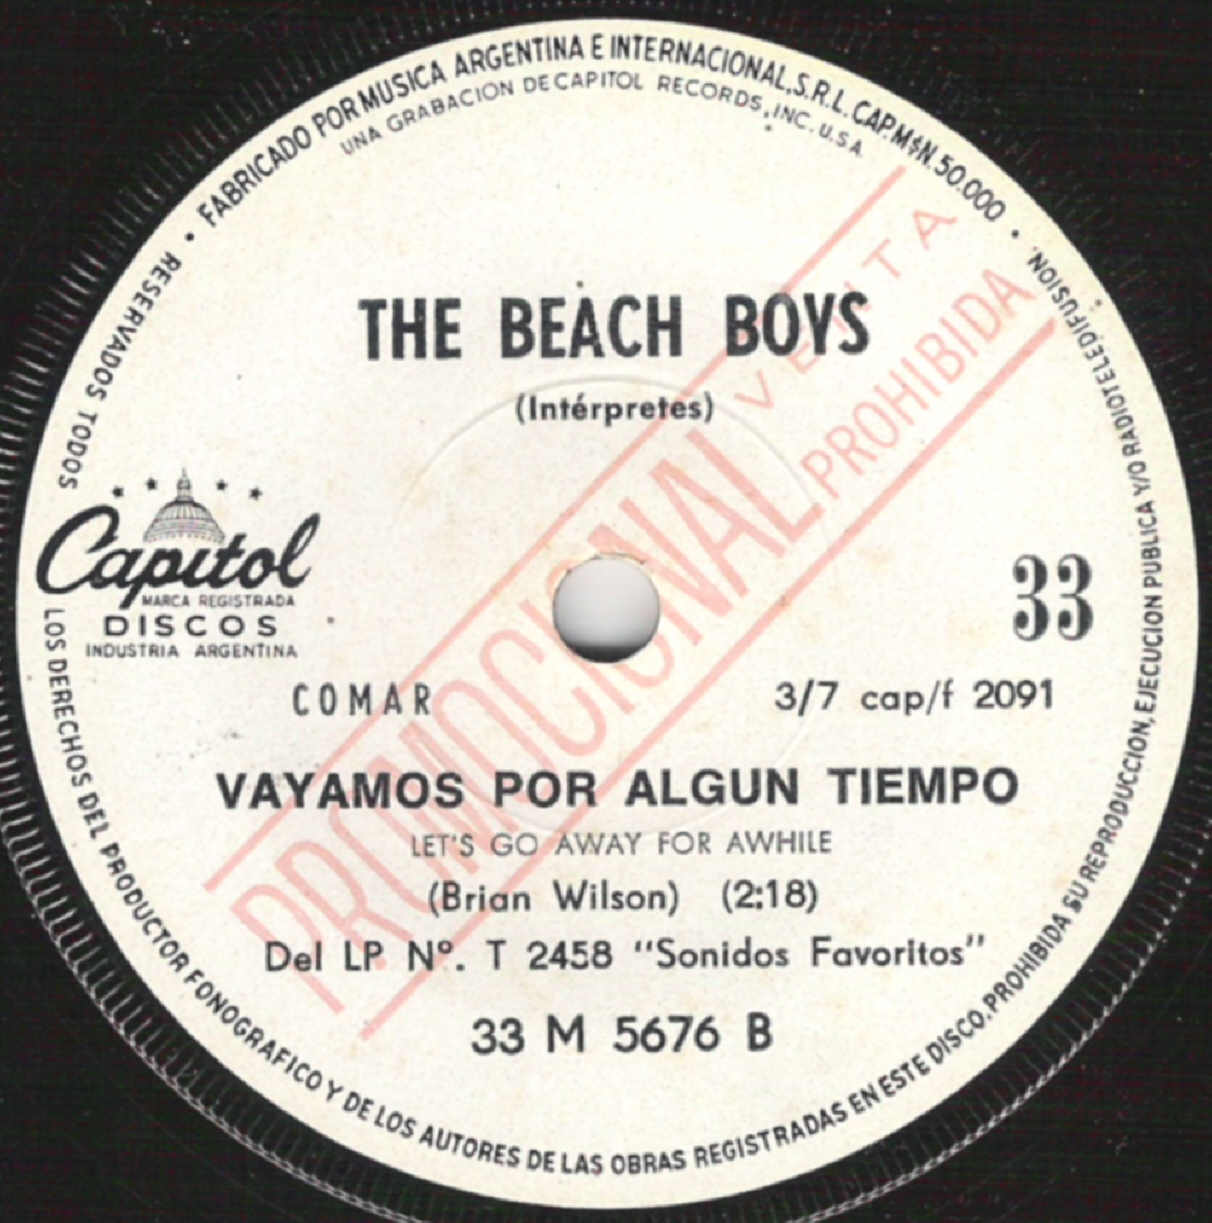 • FABRICADO POR MUSICA ARGENTINA E INTERNACIONAL, S.R.L. CAP. M$N. 50.000 •
UNA GRABACION DE CAPITOL RECORDS, INC. U.S.A.
THE BEACH BOYS
(Intérpretes)
VENTA
PROHIBIDA
PROMOCIONAL
Capitol
MARCA REGISTRADA
DISCOS
INDUSTRIA ARGENTINA
33
COMAR
3/7 cap/f 2091
VAYAMOS POR ALGUN TIEMPO
LET'S GO AWAY FOR AWHILE
(Brian Wilson) (2:18)
Del LP Nº. T 2458 "Sonidos Favoritos"
33 M 5676 B
RESERVADOS TODOS LOS DERECHOS DEL PRODUCTOR FONOGRAFICO Y DE LOS AUTORES DE LAS OBRAS REGISTRADAS EN ESTE DISCO. PROHIBIDA SU REPRODUCCION, EJECUCION PUBLICA Y/O RADIOTELEDIFUSION.